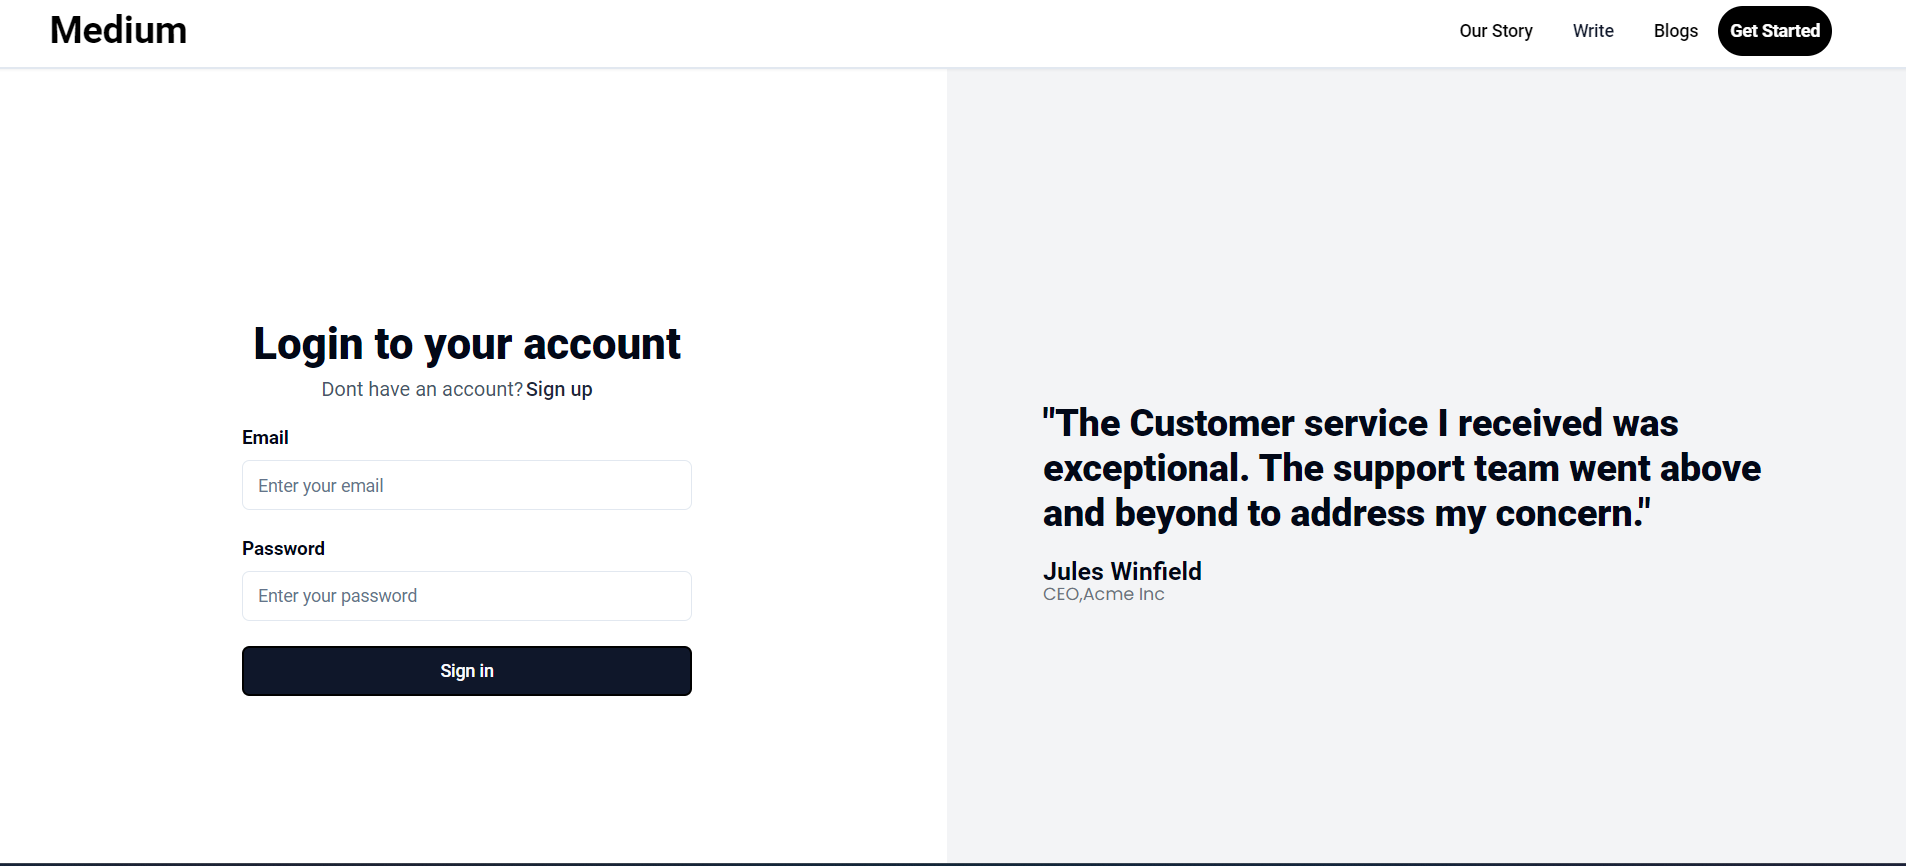 Medium
Our Story
Write
Blogs
Get Started
Login to your account
Dont have an account? Sign up
Email
Enter your email
Password
Enter your password
Sign in
"The Customer service I received was
exceptional. The support team went above
and beyond to address my concern."
Jules Winfield
CEO,Acme Inc